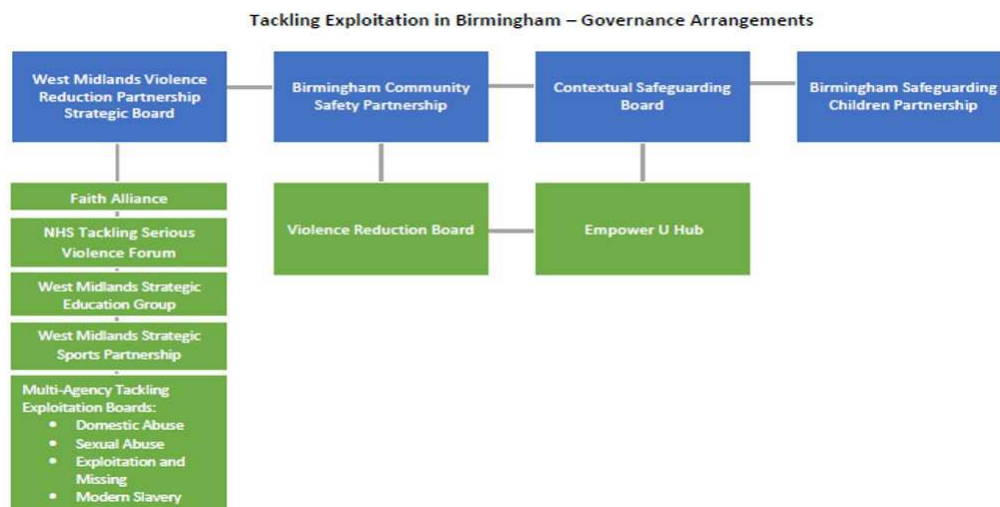 Tackling Exploitation in Birmingham – Governance Arrangements
West Midlands Violence
Reduction Partnership
Strategic Board
Birmingham Community
Safety Partnership
Contextual Safeguarding
Board
Birmingham Safeguarding
Children Partnership
Faith Alliance
NHS Tackling Serious
Violence Forum
West Midlands Strategic
Education Group
West Midlands Strategic
Sports Partnership
Multi-Agency Tackling
Exploitation Boards:
• Domestic Abuse
• Sexual Abuse
• Exploitation and
Missing
• Modern Slavery
Violence Reduction Board
Empower U Hub